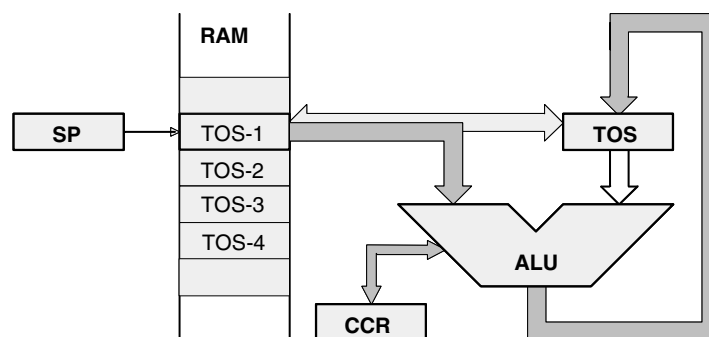 RAM
SP
TOS-1
TOS
TOS-2
TOS-3
TOS-4
ALU
CCR